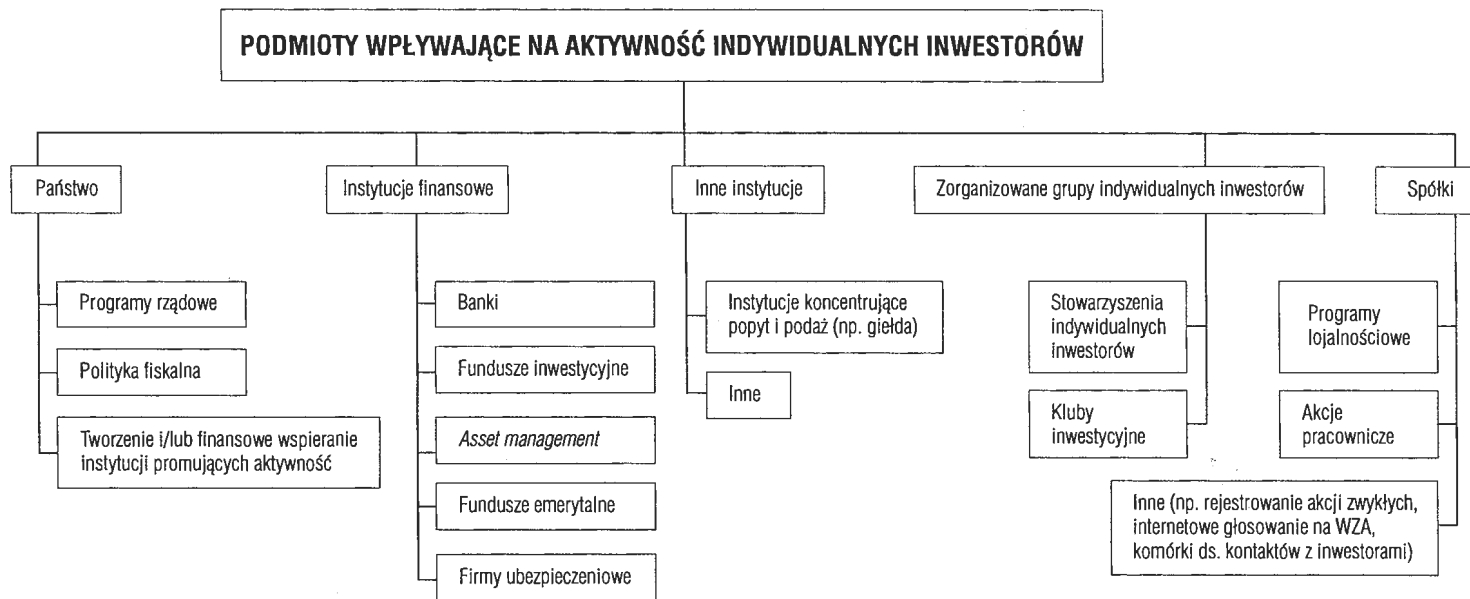 PODMIOTY WPŁYWAJĄCE NA AKTYWNOŚĆ INDYWIDUALNYCH INWESTORÓW
Państwo
Programy rządowe
Polityka fiskalna
Tworzenie i/lub finansowe wspieranie
instytucji promujących aktywność
Instytucje finansowe
Banki
Fundusze inwestycyjne
Asset management
Fundusze emerytalne
Firmy ubezpieczeniowe
Inne instytucje
Instytucje koncentrujące
popyt i podaż (np. giełda)
Inne
Zorganizowane grupy indywidualnych inwestorów
Stowarzyszenia
indywidualnych
inwestorów
Kluby
inwestycyjne
Spółki
Programy
lojalnościowe
Akcje
pracownicze
Inne (np. rejestrowanie akcji zwykłych,
internetowe głosowanie na WZA,
komórki ds. kontaktów z inwestorami)